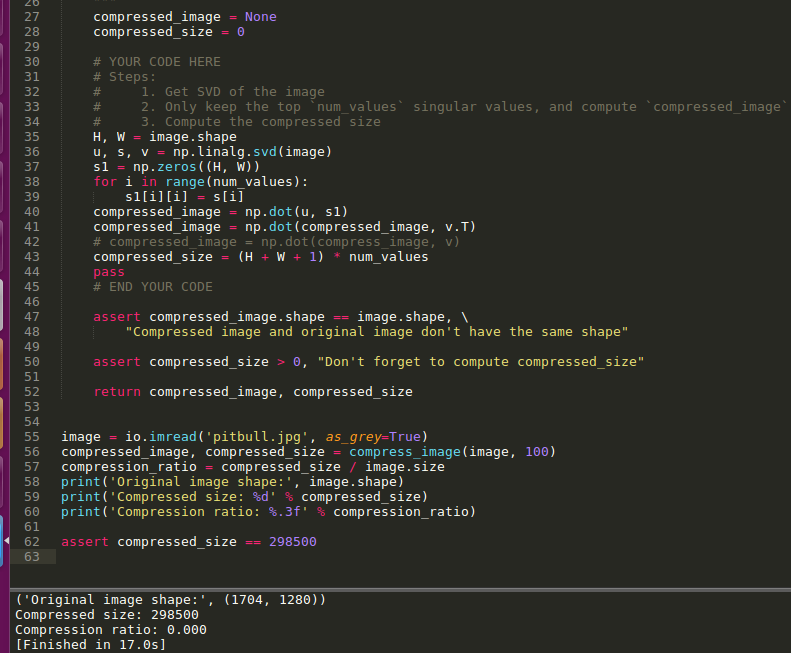 26
27 compressed_image = None
28 compressed_size = 0
29
30 # YOUR CODE HERE
31 # Steps:
32 #     1. Get SVD of the image
33 #     2. Only keep the top `num_values` singular values, and compute `compressed_image`
34 #     3. Compute the compressed size
35 H, W = image.shape
36 u, s, v = np.linalg.svd(image)
37 s1 = np.zeros((H, W))
38 for i in range(num_values):
39     s1[i][i] = s[i]
40 compressed_image = np.dot(u, s1)
41 compressed_image = np.dot(compressed_image, v.T)
42 # compressed_image = np.dot(compress_image, v)
43 compressed_size = (H + W + 1) * num_values
44 pass
45 # END YOUR CODE
46
47 assert compressed_image.shape == image.shape, \
48     "Compressed image and original image don't have the same shape"
49
50 assert compressed_size > 0, "Don't forget to compute compressed_size"
51
52 return compressed_image, compressed_size
53
54
55 image = io.imread('pitbull.jpg', as_grey=True)
56 compressed_image, compressed_size = compress_image(image, 100)
57 compression_ratio = compressed_size / image.size
58 print('Original image shape:', image.shape)
59 print('Compressed size: %d' % compressed_size)
60 print('Compression ratio: %.3f' % compression_ratio)
61
62 assert compressed_size == 298500
63
('Original image shape:', (1704, 1280))
Compressed size: 298500
Compression ratio: 0.000
[Finished in 17.0s]